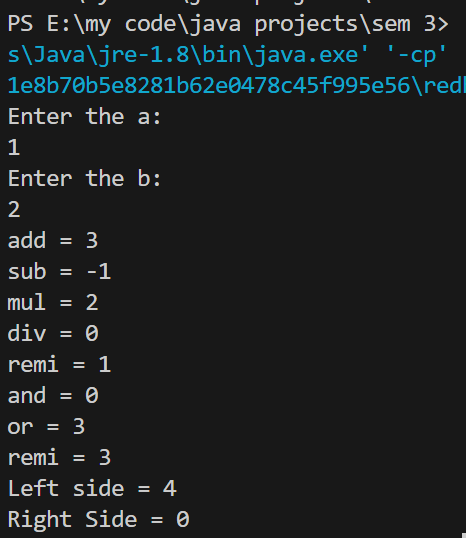 PS E:\my code\java projects\sem 3>
s\Java\jre-1.8\bin\java.exe' '-cp'
1e8b70b5e8281b62e0478c45f995e56\redh
Enter the a:
1
Enter the b:
2
add = 3
sub = -1
mul = 2
div = 0
remi = 1
and = 0
or = 3
remi = 3
Left side = 4
Right Side = 0